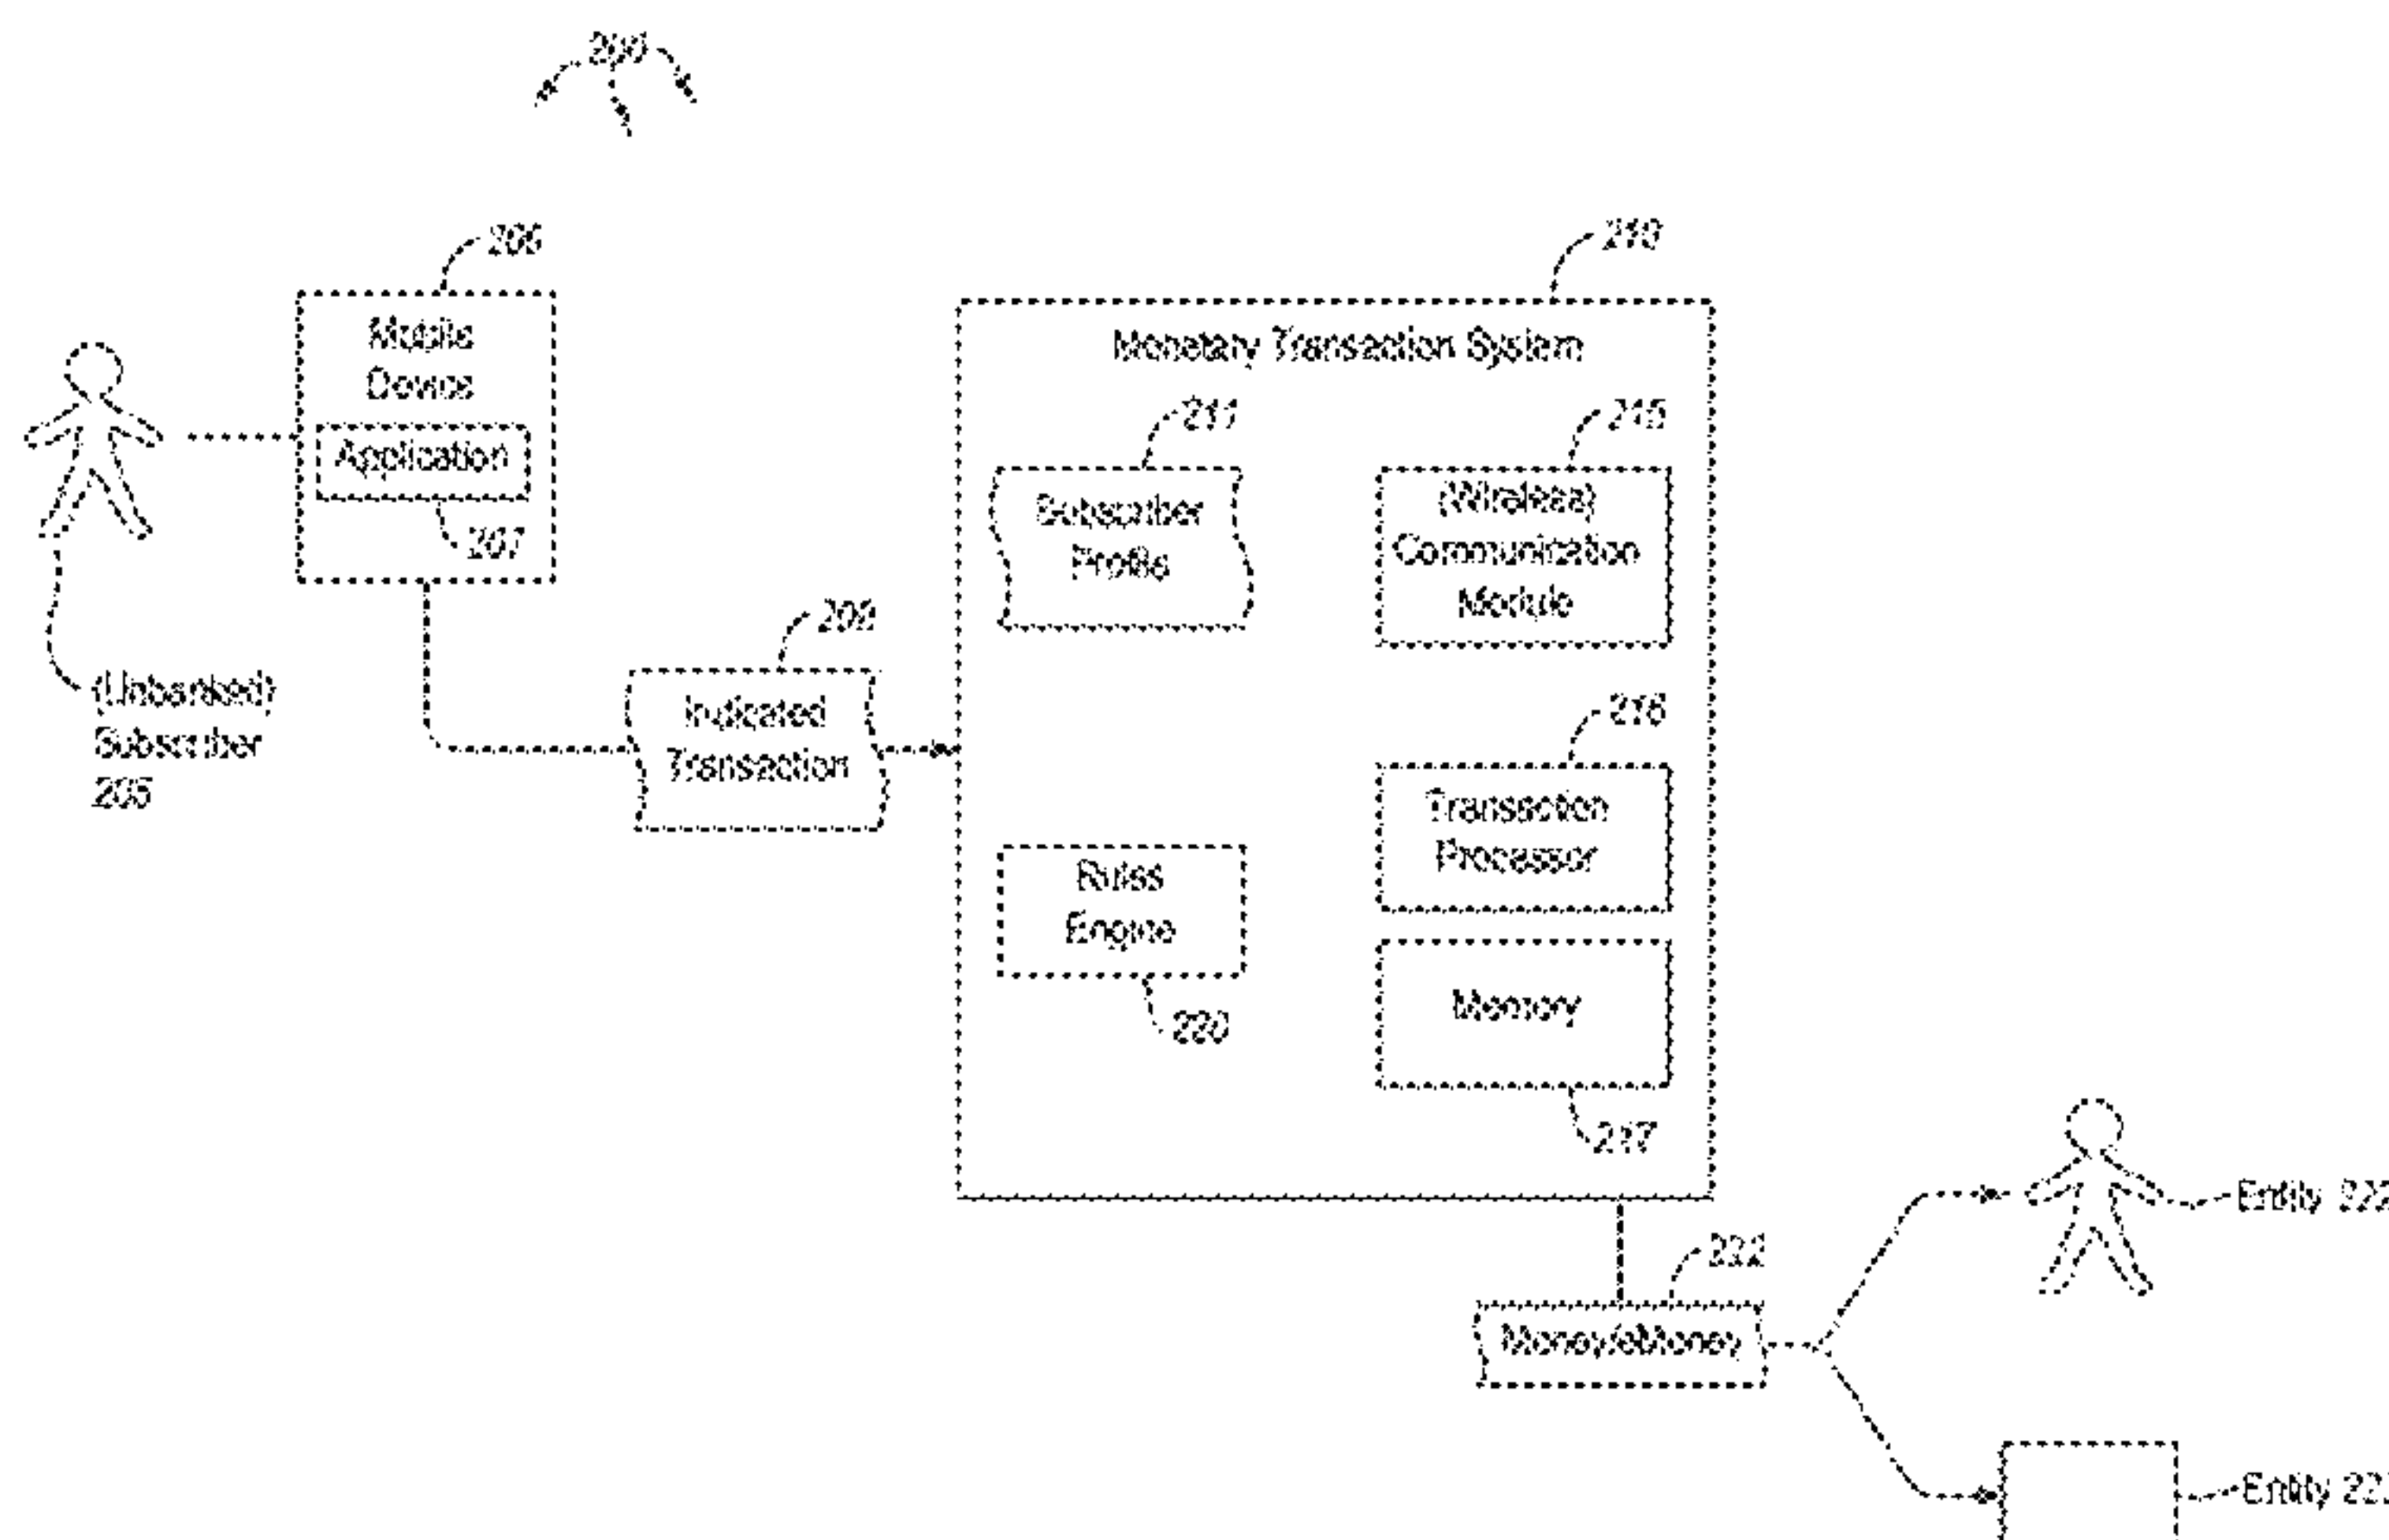 200
206
Mobile
Device
Application
207
(Unbanked)
Subscriber
205
Indicated
Transaction
210
Monetary Transaction System
211
Subscriber
Profile
215
(Wireless)
Communication
Module
216
Transaction
Processor
Rules
Engine
220
Memory
217
Money/eMoney
Entity 222
Entity